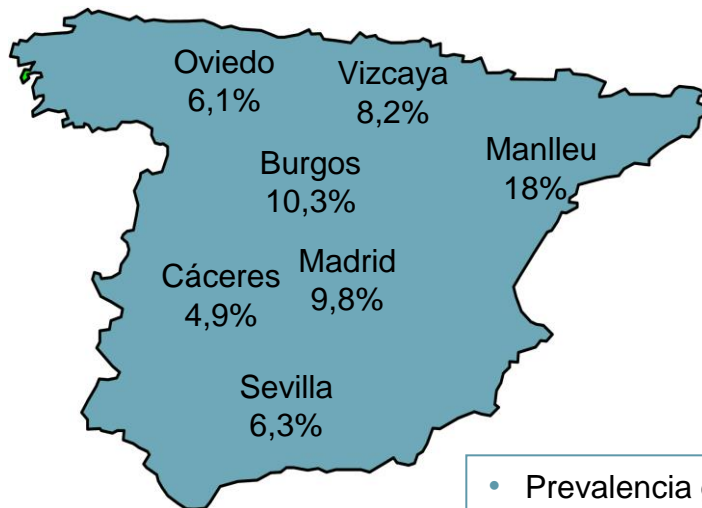 Oviedo
6,1%
Vizcaya
8,2%
Manlleu
18%
Burgos
10,3%
Cáceres
4,9%
Madrid
9,8%
Sevilla
6,3%
• Prevalencia